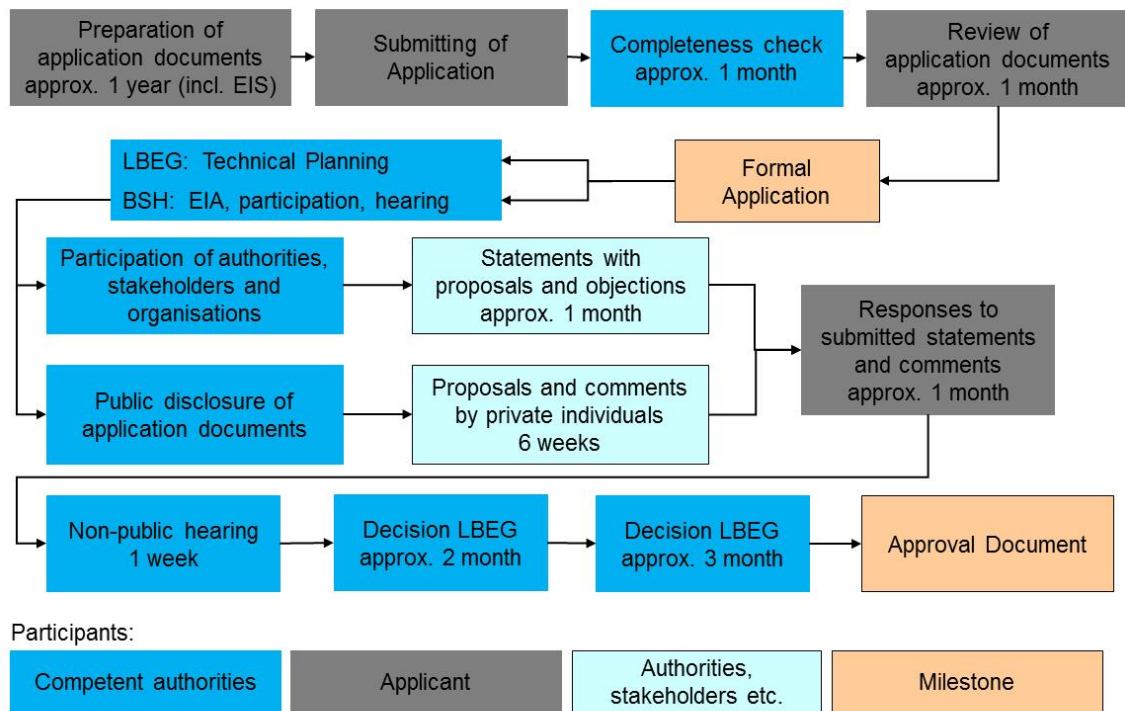 Preparation of
application documents
approx. 1 year (incl. EIS)
Submitting of
Application
Completeness check
approx. 1 month
Review of
application documents
approx. 1 month
LBEG: Technical Planning
BSH: EIA, participation, hearing
Formal
Application
Participation of authorities,
stakeholders and
organisations
Statements with
proposals and objections
approx. 1 month
Responses to
submitted statements
and comments
approx. 1 month
Public disclosure of
application documents
Proposals and comments
by private individuals
6 weeks
Non-public hearing
1 week
Decision LBEG
approx. 2 month
Decision LBEG
approx. 3 month
Approval Document
Participants:
Competent authorities
Applicant
Authorities,
stakeholders etc.
Milestone